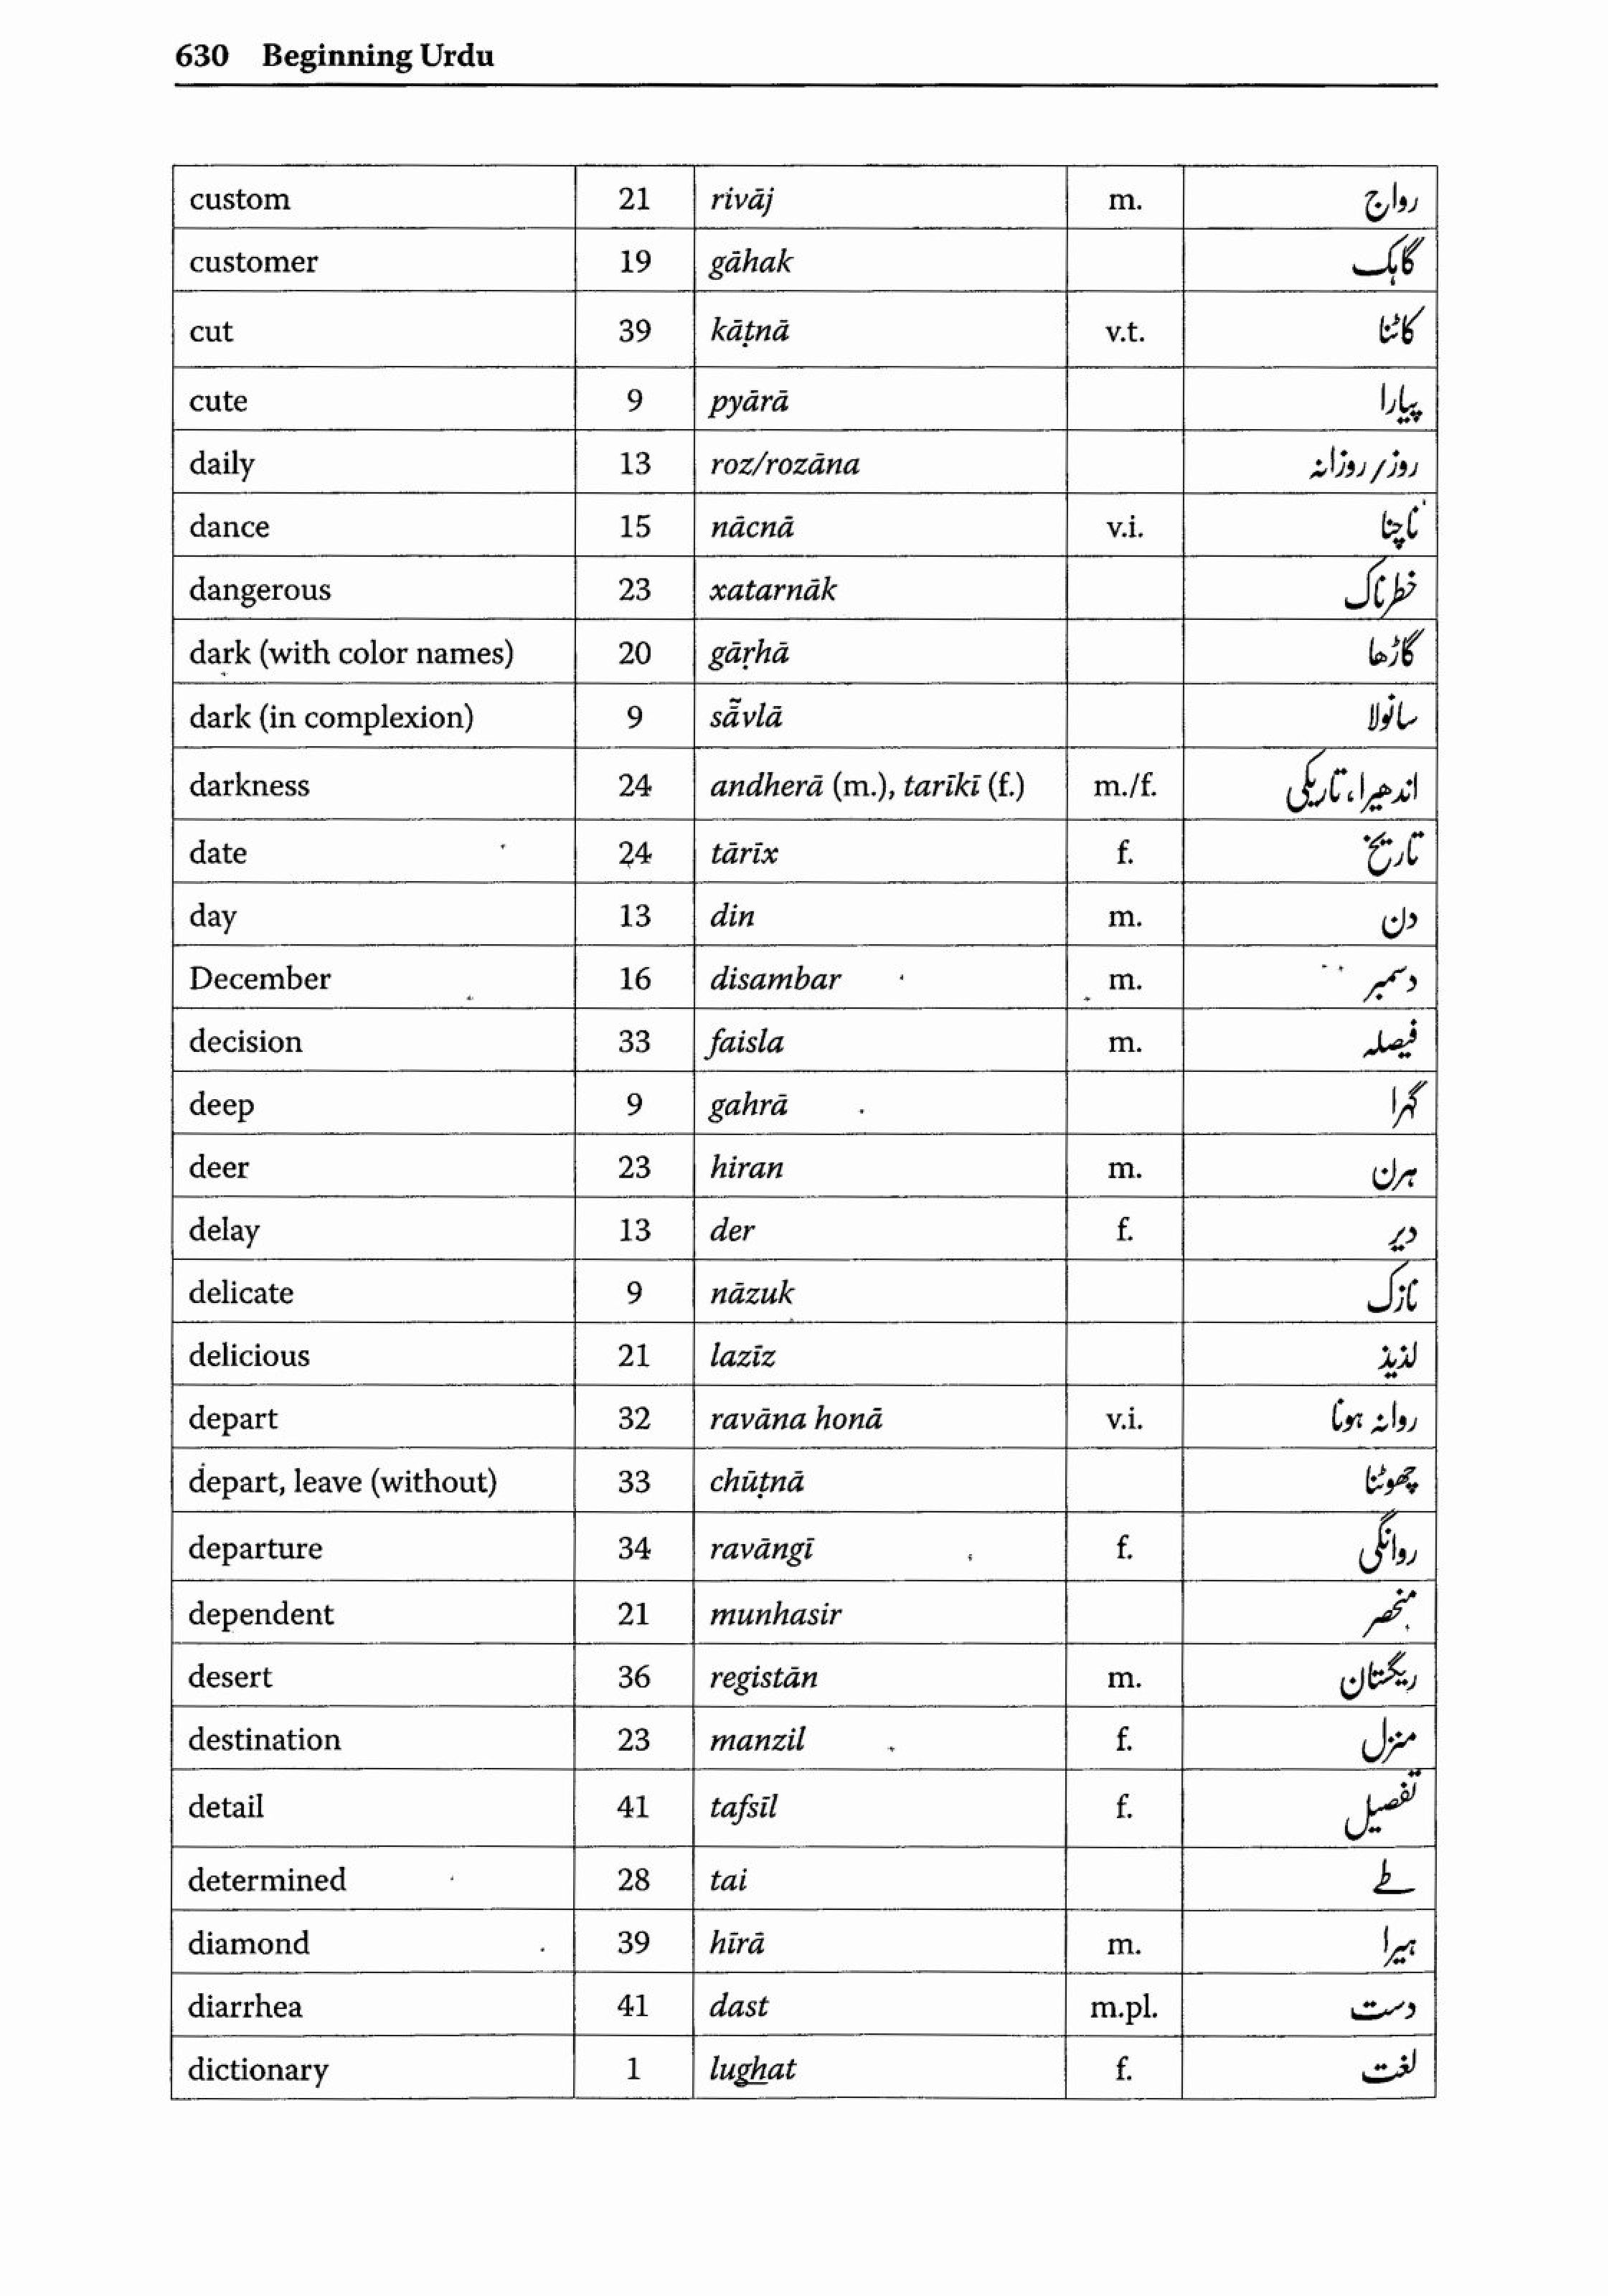 630 Beginning Urdu
custom 21 rivāj m. رواج
customer 19 gāhak گاہک
cut 39 kāṭnā v.t. کاٹنا
cute 9 pyārā پیارا
daily 13 roz/rozāna روز/ روزانہ
dance 15 nācnā v.i. ناچنا
dangerous 23 xatarnāk خطرناک
dark (with color names) 20 gāṛhā گاڑھا
dark (in complexion) 9 sā̃vlā سانولا
darkness 24 andherā (m.), tarīkī (f.) m./f. اندھیرا، تاریکی
date 24 tārīx f. تاریخ
day 13 din m. دن
December 16 disambar m. دسمبر
decision 33 faisla m. فیصلہ
deep 9 gahrā گہرا
deer 23 hiran m. ہرن
delay 13 der f. دیر
delicate 9 nāzuk نازک
delicious 21 lazīz لذیذ
depart 32 ravāna honā v.i. روانہ ہونا
depart, leave (without) 33 chūṭnā چھوٹنا
departure 34 ravāngī f. روانگی
dependent 21 munhasir منحصر
desert 36 registān m. ریگستان
destination 23 manzil f. منزل
detail 41 tafsīl f. تفصیل
determined 28 tai طے
diamond 39 hīrā m. ہیرا
diarrhea 41 dast m.pl. دست
dictionary 1 lughat f. لغت